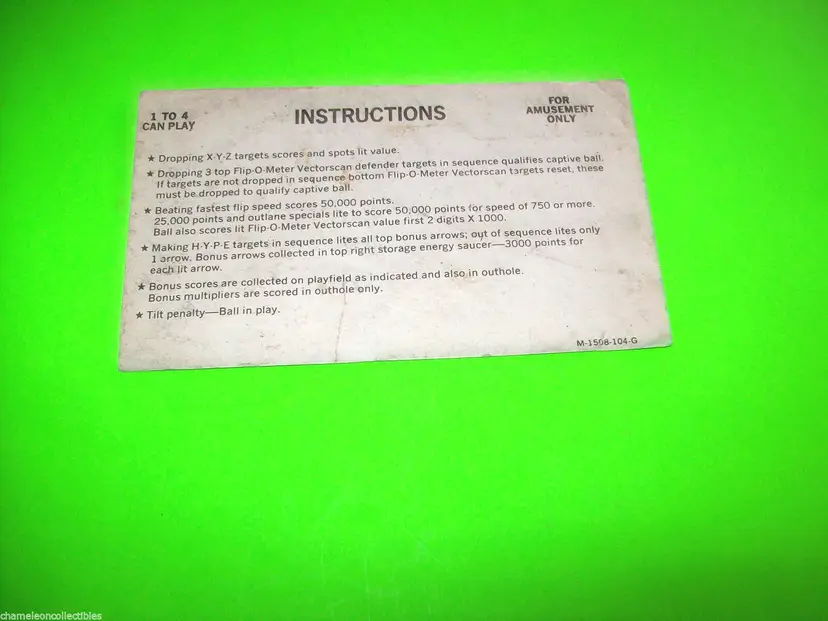 1 TO 4
CAN PLAY
INSTRUCTIONS
FOR
AMUSEMENT
ONLY
★ Dropping X-Y-Z targets scores and spots lit value.
★ Dropping 3 top Flip-O-Meter Vectorscan defender targets in sequence qualifies captive ball.
If targets are not dropped in sequence bottom Flip-O-Meter Vectorscan targets reset, these
must be dropped to qualify captive ball.
★ Beating fastest flip speed scores 50,000 points.
25,000 points and outlane specials lite to score 50,000 points for speed of 750 or more.
Ball also scores lit Flip-O-Meter Vectorscan value first 2 digits X 1000.
★ Making H-Y-P-E targets in sequence lites all top bonus arrows; out of sequence lites only
1 arrow. Bonus arrows collected in top right storage energy saucer—3000 points for
each lit arrow.
★ Bonus scores are collected on playfield as indicated and also in outhole.
Bonus multipliers are scored in outhole only.
★ Tilt penalty—Ball in play.
M-1508-104-G
chameleoncollectibles